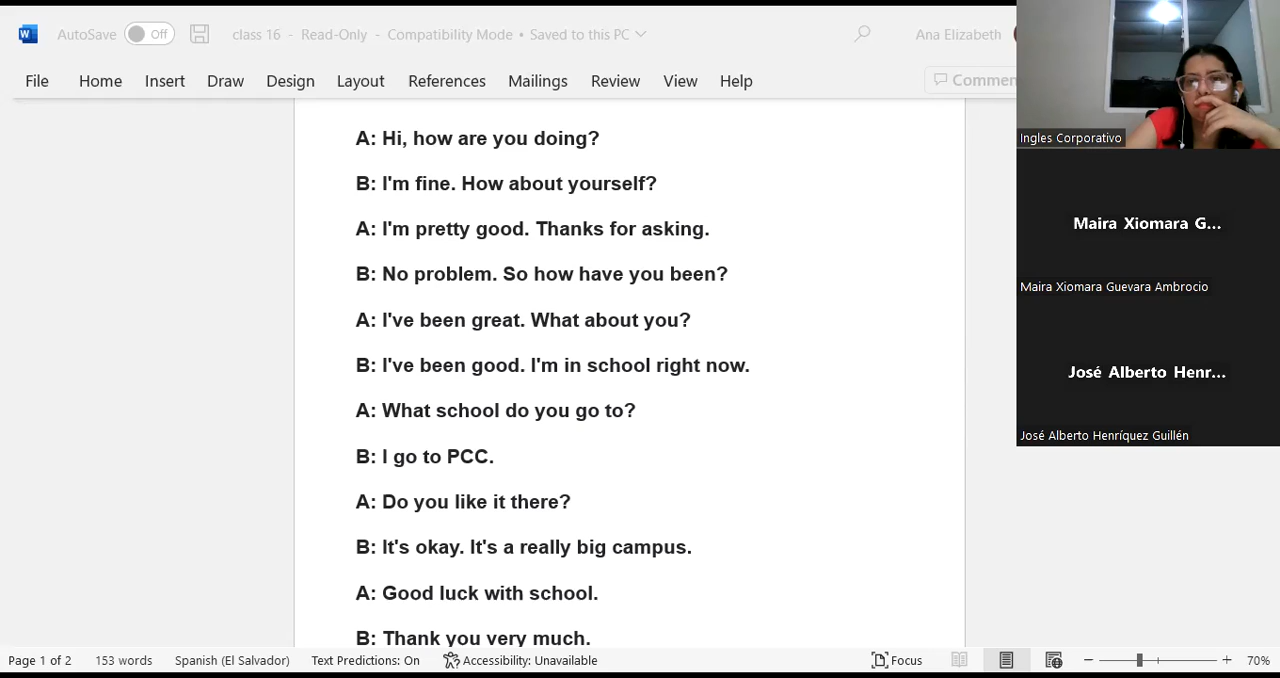 AutoSave Off class 16 - Read-Only - Compatibility Mode • Saved to this PC Ana Elizabeth
File Home Insert Draw Design Layout References Mailings Review View Help Commen
A: Hi, how are you doing?
B: I'm fine. How about yourself?
A: I'm pretty good. Thanks for asking.
B: No problem. So how have you been?
A: I've been great. What about you?
B: I've been good. I'm in school right now.
A: What school do you go to?
B: I go to PCC.
A: Do you like it there?
B: It's okay. It's a really big campus.
A: Good luck with school.
B: Thank you very much.
Page 1 of 2 153 words Spanish (El Salvador) Text Predictions: On Accessibility: Unavailable Focus 70%
Ingles Corporativo
Maira Xiomara G...
Maira Xiomara Guevara Ambrocio
José Alberto Henr...
José Alberto Henríquez Guillén